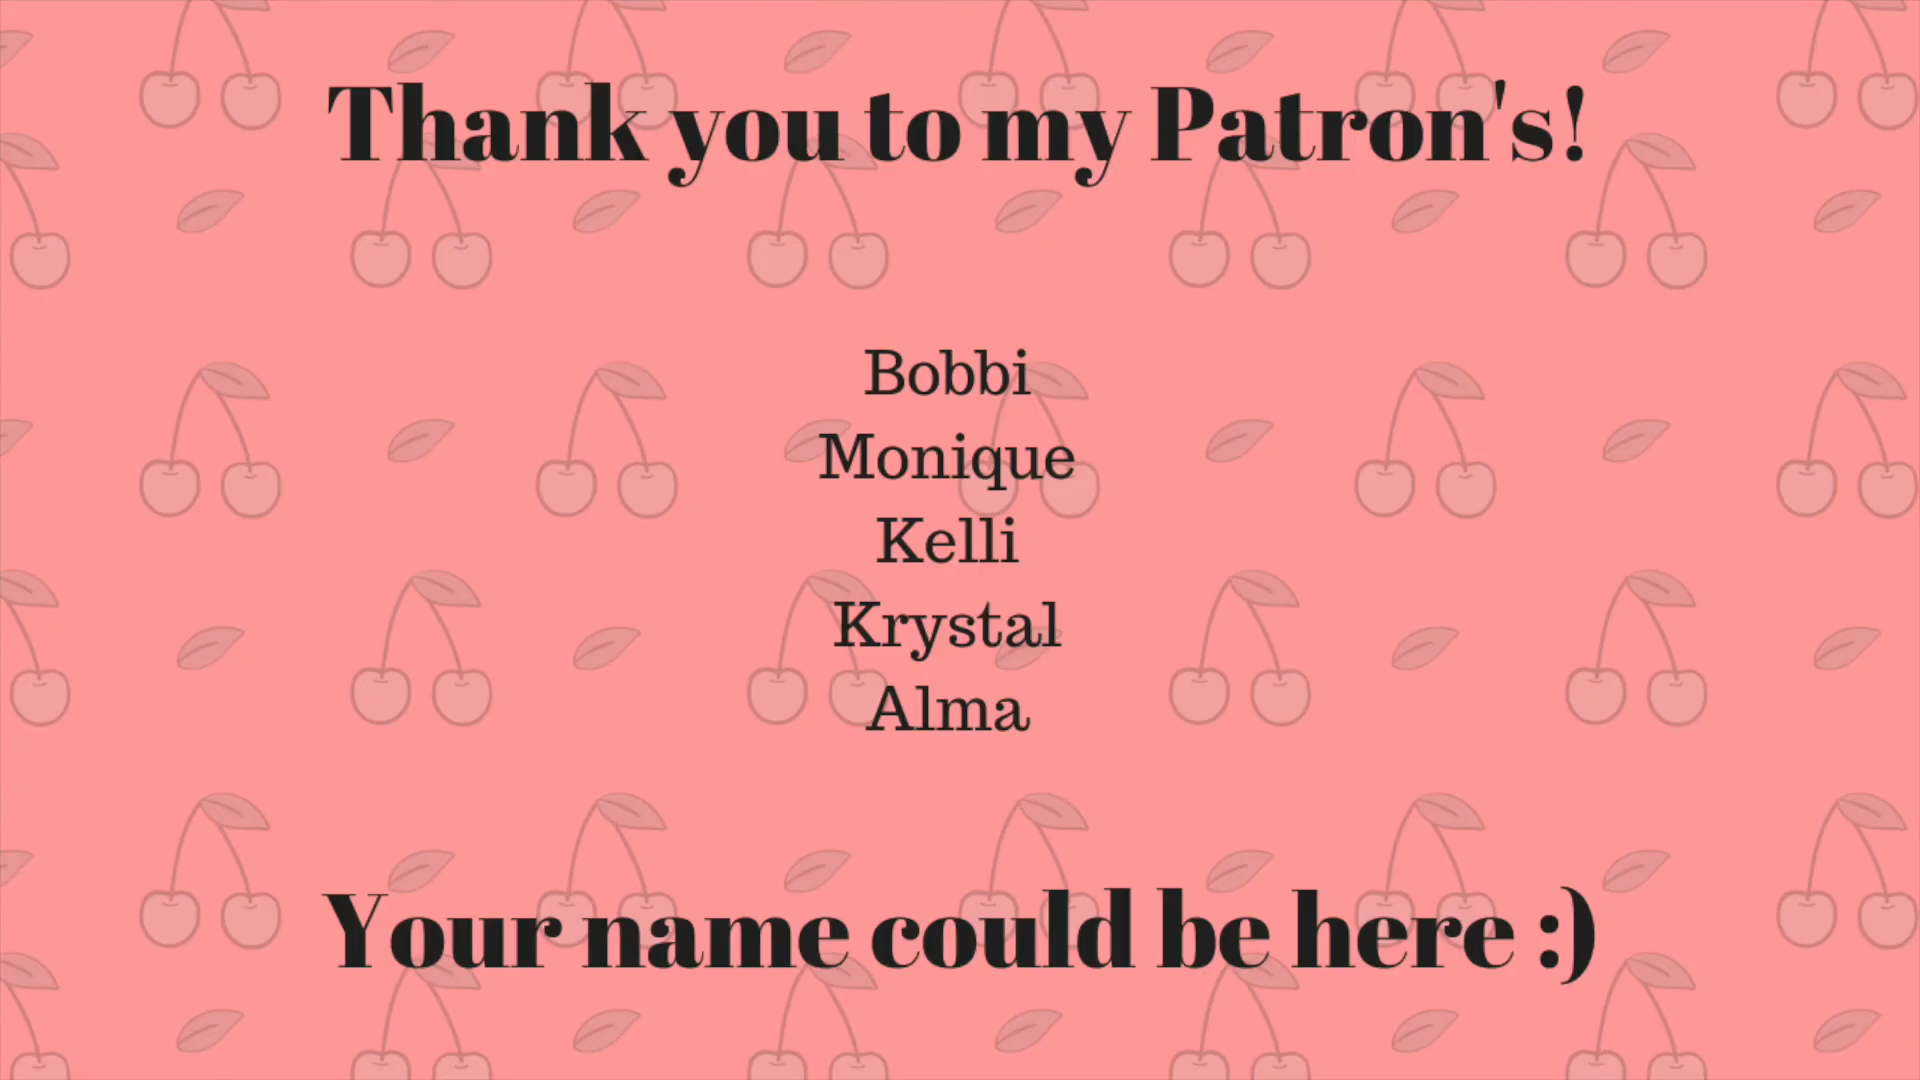 Thank you to my Patron's!
Bobbi
Monique
Kelli
Krystal
Alma
Your name could be here :)